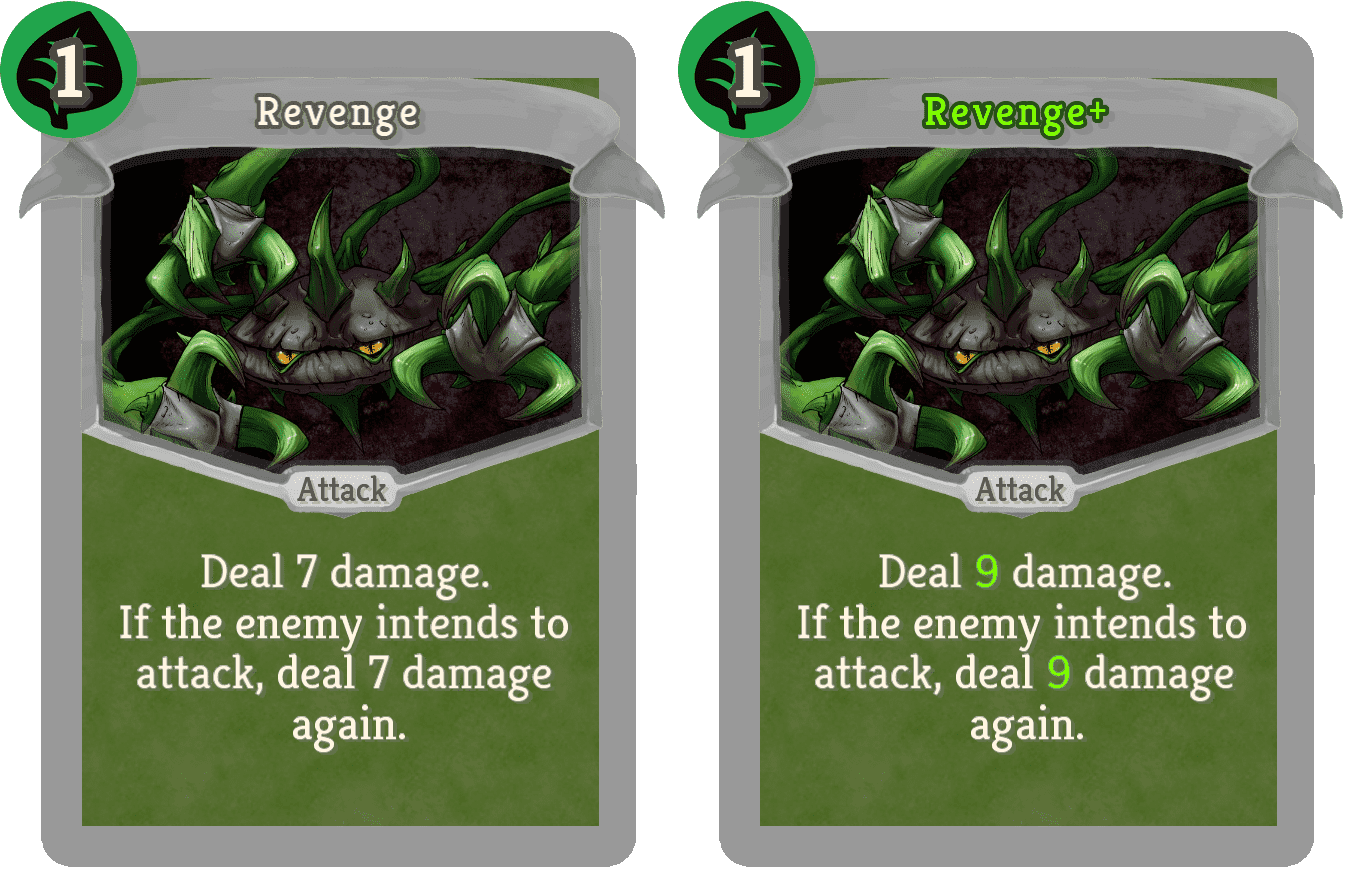 1
Revenge
Attack
Deal 7 damage.
If the enemy intends to
attack, deal 7 damage
again.
1
Revenge+
Attack
Deal 9 damage.
If the enemy intends to
attack, deal 9 damage
again.